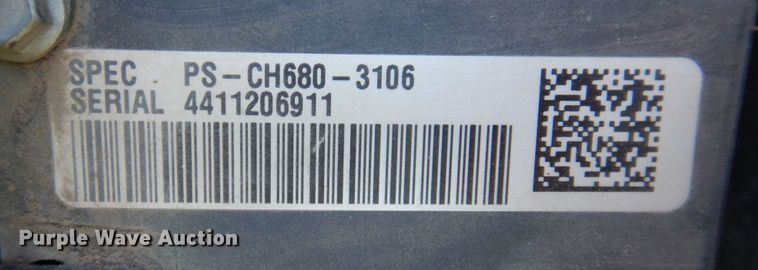 SPEC PS-CH680-3106
SERIAL 4411206911
Purple Wave Auction